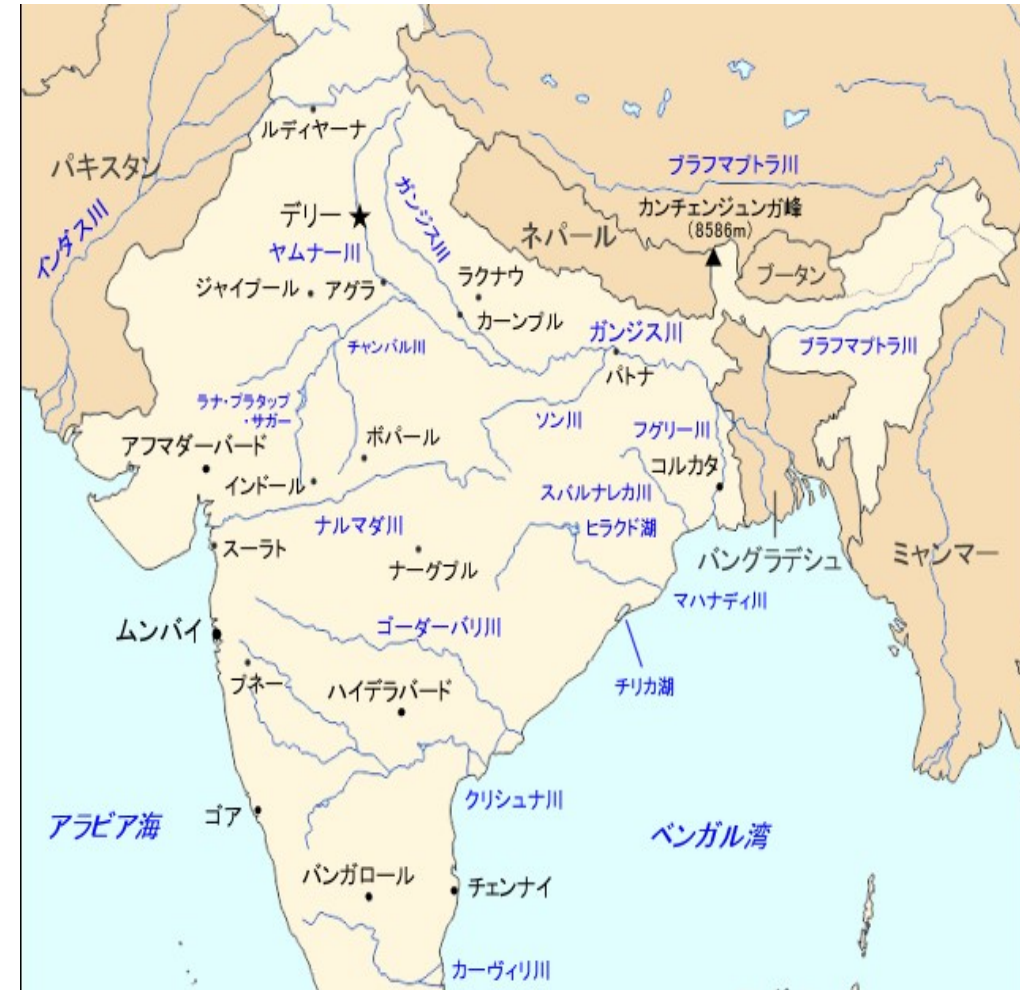 ルディヤーナ
パキスタン
ブラフマプトラ川
ガンジス川
カンチェンジュンガ峰
(8586m)
デリー
ネパール
インダス川
ヤムナー川
ブータン
ラクナウ
ジャイプール
アグラ
カーンプル
ガンジス川
チャンバル川
ブラフマプトラ川
パトナ
ラナ・プラタップ
・サガー
ソン川
フグリー川
アフマダーバード
ボパール
コルカタ
インドール
スバルナレカ川
ナルマダ川
ヒラクド湖
スーラト
バングラデシュ
ミャンマー
ナーグプル
マハナディ川
ムンバイ
ゴーダーバリ川
プネー
ハイデラバード
チリカ湖
クリシュナ川
ゴア
アラビア海
ベンガル湾
バンガロール
チェンナイ
カーヴィリ川